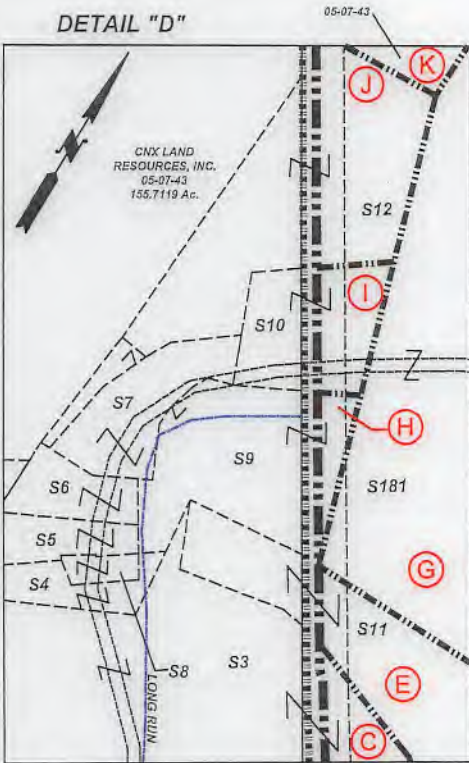 DETAIL "D"
05-07-43
K
J
CNX LAND
RESOURCES, INC.
05-07-43
155.7119 Ac.
S12
I
S10
S7
H
S9
S6
S181
S5
G
S4
S11
S8
S3
E
LONG RUN
C